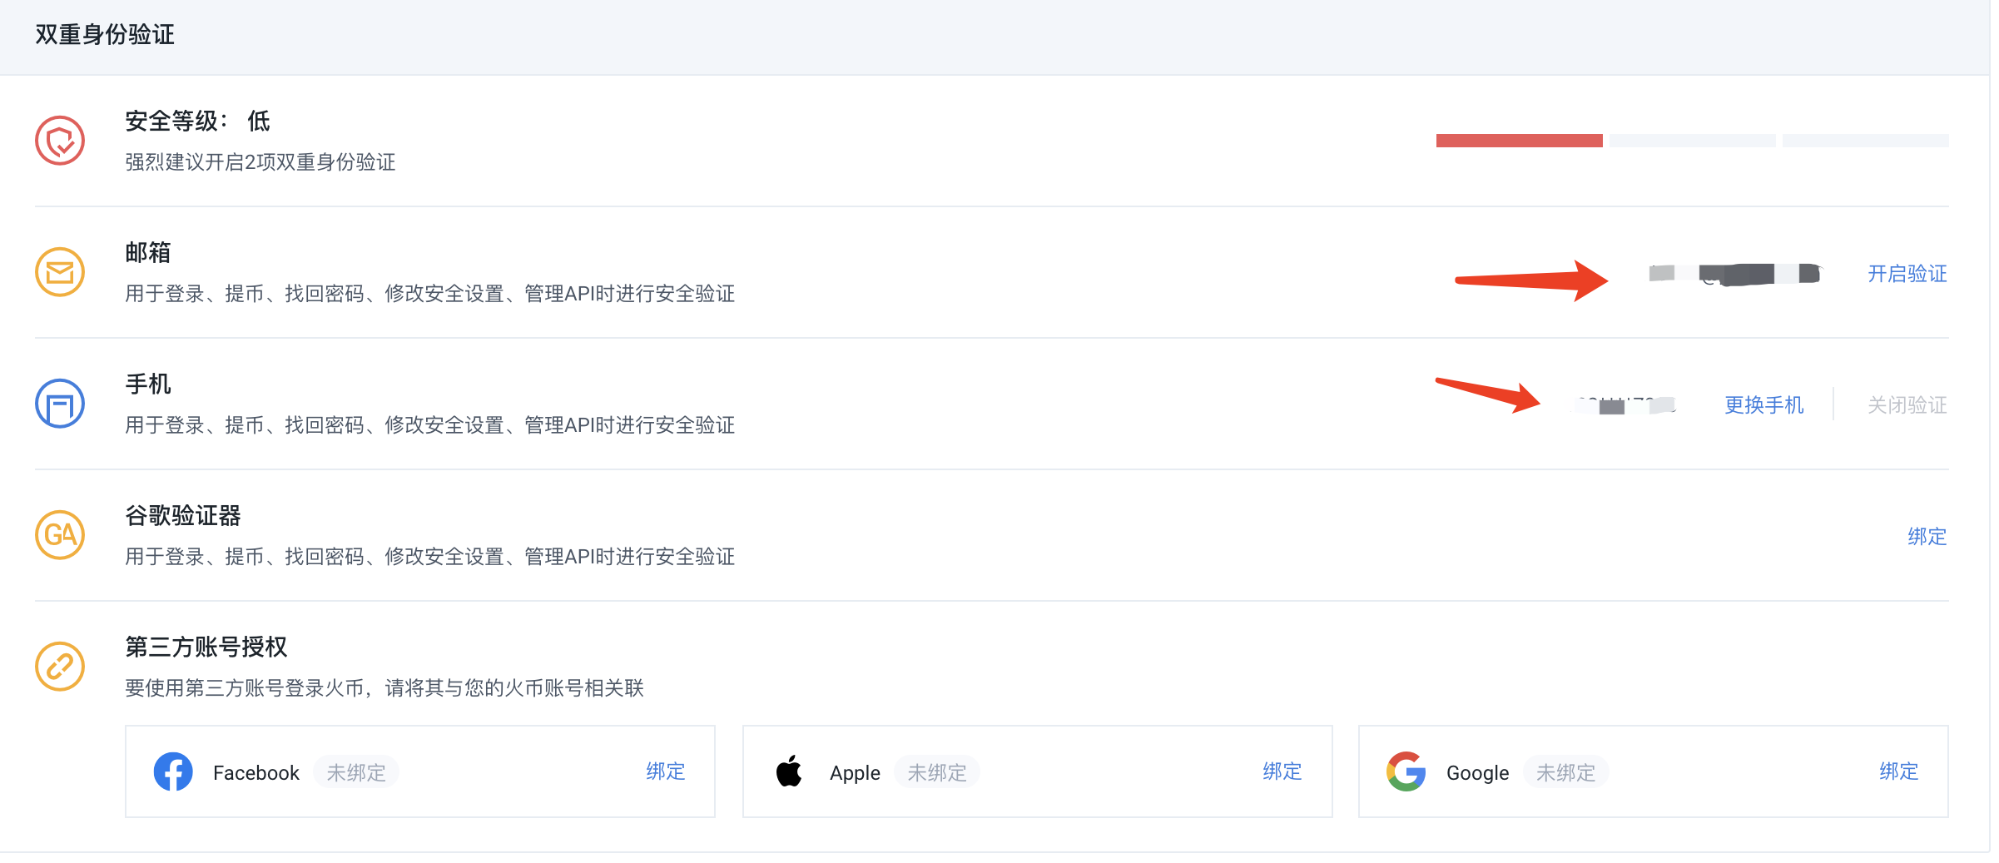 双重身份验证
安全等级： 低
强烈建议开启2项双重身份验证
邮箱
用于登录、提币、找回密码、修改安全设置、管理API时进行安全验证
开启验证
手机
用于登录、提币、找回密码、修改安全设置、管理API时进行安全验证
更换手机 关闭验证
GA
谷歌验证器
用于登录、提币、找回密码、修改安全设置、管理API时进行安全验证
绑定
第三方账号授权
要使用第三方账号登录火币，请将其与您的火币账号相关联
Facebook 未绑定 绑定
Apple 未绑定 绑定
Google 未绑定 绑定